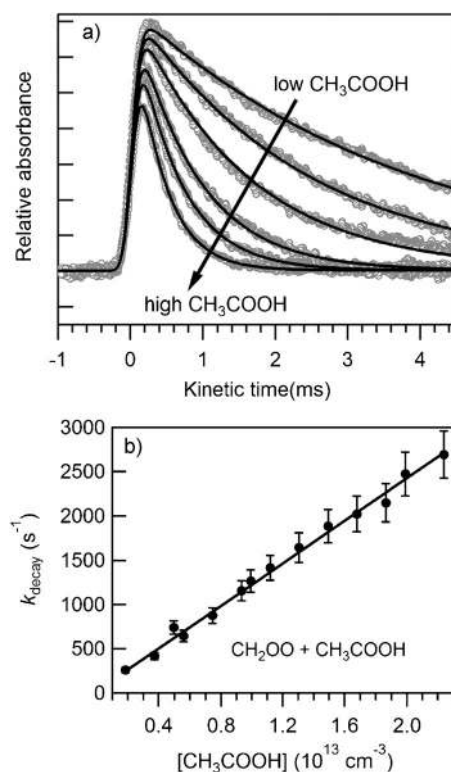 a)
Relative absorbance
low CH₃COOH
high CH₃COOH
-1 0 1 2 3 4
Kinetic time(ms)
b)
3000
2500
2000
1500
1000
500
0
k_decay (s⁻¹)
CH₂OO + CH₃COOH
0.4 0.8 1.2 1.6 2.0
[CH₃COOH] (10¹³ cm⁻³)